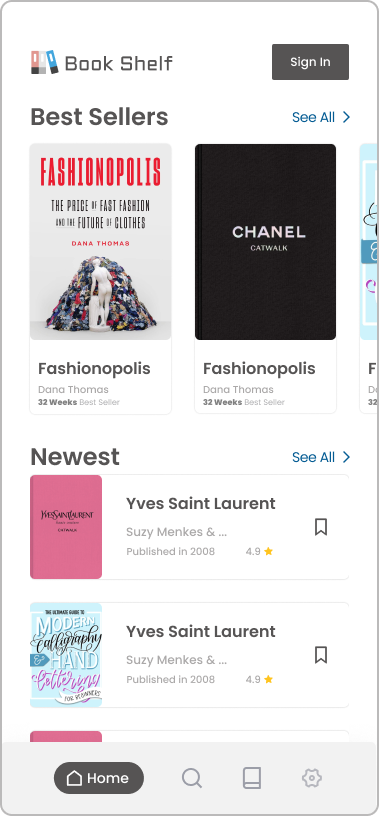 Book Shelf
Sign In
Best Sellers
See All
FASHIONOPOLIS
THE PRICE OF FAST FASHION
AND THE FUTURE OF CLOTHES
DANA THOMAS
CHANEL
CATWALK
Fashionopolis
Dana Thomas
32 Weeks Best Seller
Fashionopolis
Dana Thomas
32 Weeks Best Seller
Newest
See All
YVES SAINT LAURENT
CATWALK
Yves Saint Laurent
Suzy Menkes & ...
Published in 2008
4.9
THE ULTIMATE GUIDE TO
MODERN
Calligraphy
& HAND
Lettering
FOR BEGINNERS
Yves Saint Laurent
Suzy Menkes & ...
Published in 2008
4.9
Home